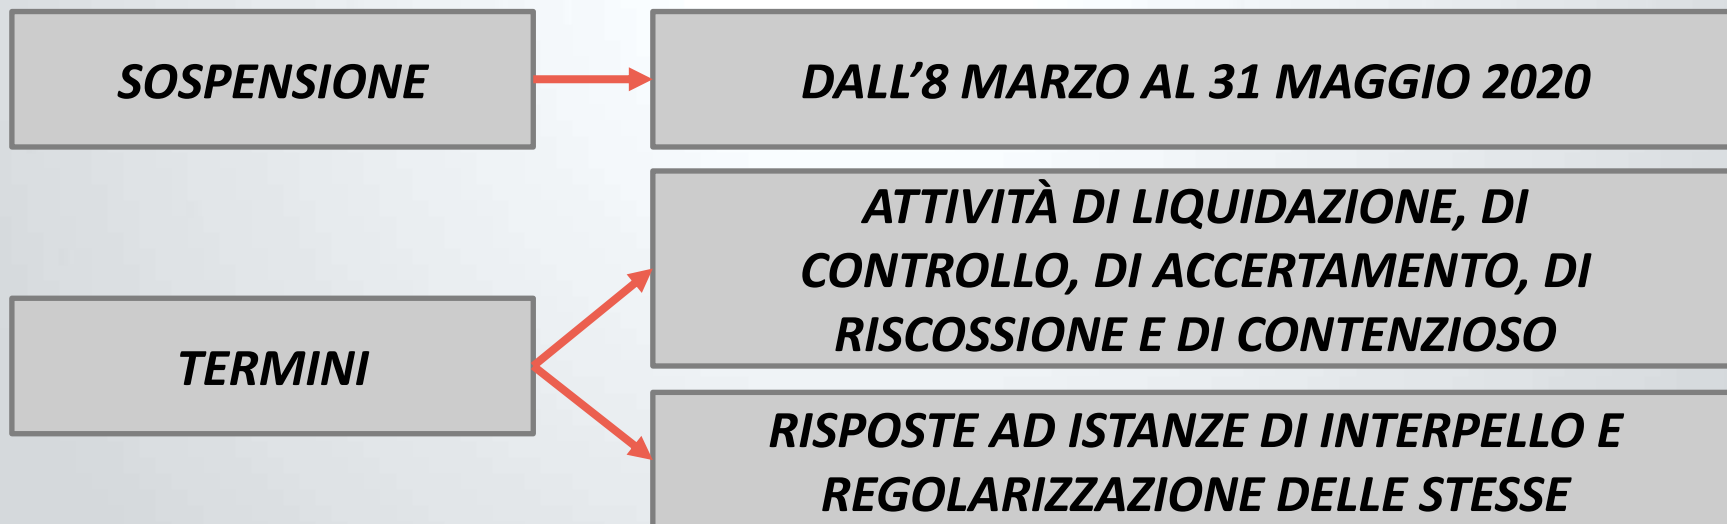 SOSPENSIONE
DALL’8 MARZO AL 31 MAGGIO 2020
TERMINI
ATTIVITÀ DI LIQUIDAZIONE, DI
CONTROLLO, DI ACCERTAMENTO, DI
RISCOSSIONE E DI CONTENZIOSO
RISPOSTE AD ISTANZE DI INTERPELLO E
REGOLARIZZAZIONE DELLE STESSE